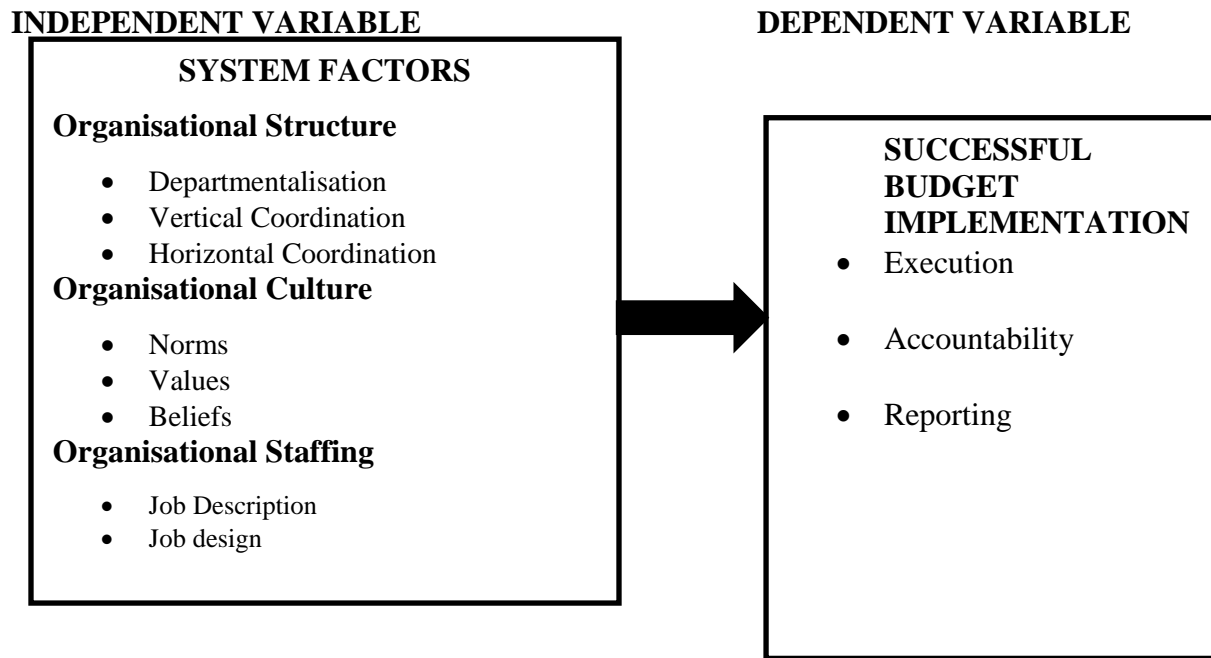 INDEPENDENT VARIABLE
SYSTEM FACTORS
Organisational Structure
• Departmentalisation
• Vertical Coordination
• Horizontal Coordination
Organisational Culture
• Norms
• Values
• Beliefs
Organisational Staffing
• Job Description
• Job design
DEPENDENT VARIABLE
SUCCESSFUL
BUDGET
IMPLEMENTATION
• Execution
• Accountability
• Reporting